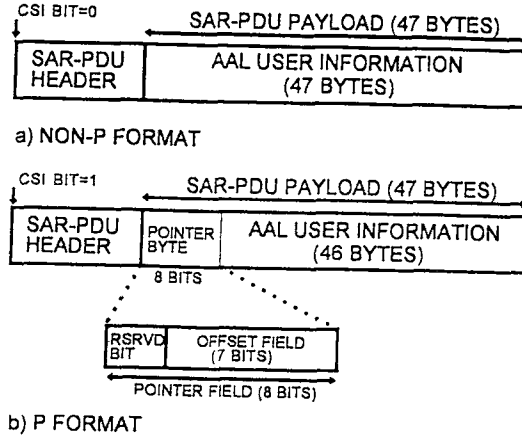 CSI BIT=0
SAR-PDU PAYLOAD (47 BYTES)
SAR-PDU
HEADER
AAL USER INFORMATION
(47 BYTES)
a) NON-P FORMAT
CSI BIT=1
SAR-PDU PAYLOAD (47 BYTES)
SAR-PDU
HEADER
POINTER
BYTE
AAL USER INFORMATION
(46 BYTES)
8 BITS
RSRVD
BIT
OFFSET FIELD
(7 BITS)
POINTER FIELD (8 BITS)
b) P FORMAT